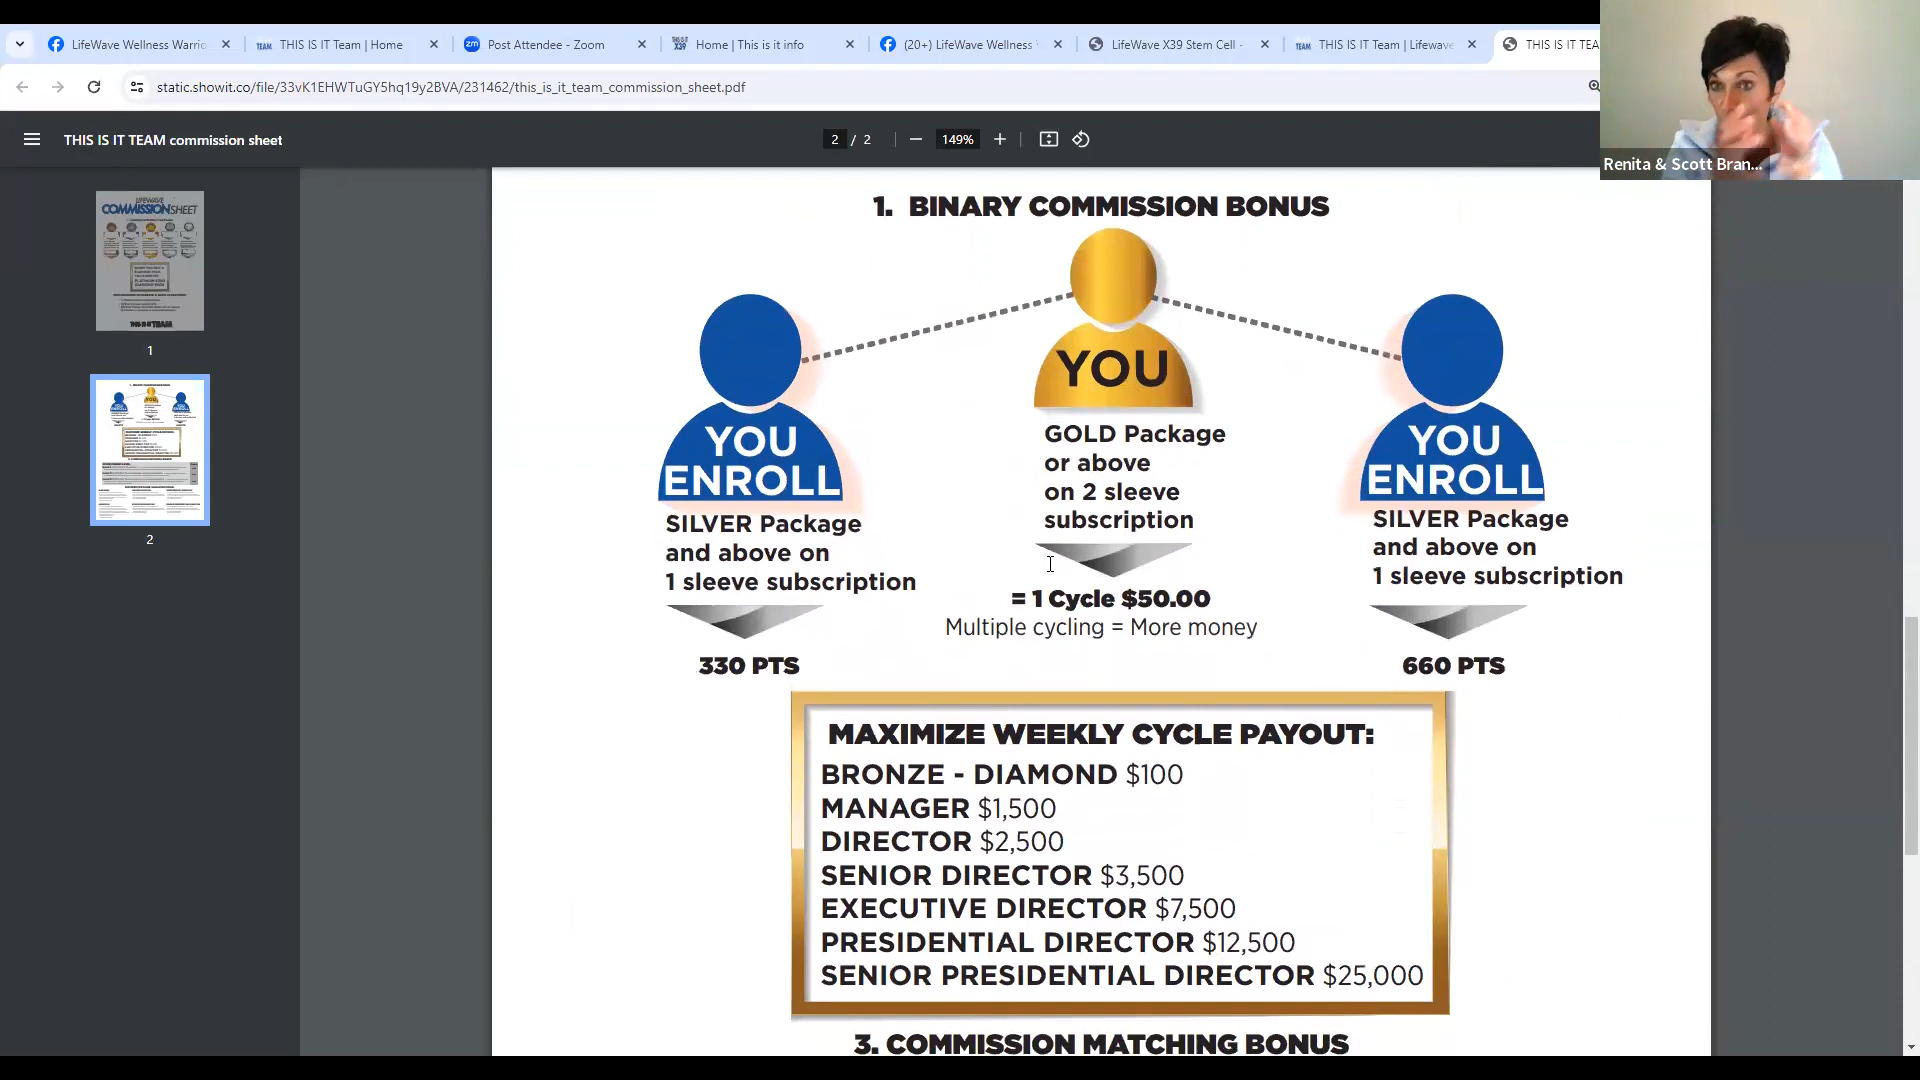 LifeWave Wellness Warrio
THIS IS IT Team | Home
Post Attendee - Zoom
Home | This is it info
(20+) LifeWave Wellness
LifeWave X39 Stem Cell -
THIS IS IT Team | Lifewave
THIS IS IT TEA
static.showit.co/file/33vK1EHWTuGY5hq19y2BVA/231462/this_is_it_team_commission_sheet.pdf
Renita & Scott Bran...
THIS IS IT TEAM commission sheet
2 / 2
149%
COMMISSIONSHEET
THIS IS IT TEAM
1
2
1. BINARY COMMISSION BONUS
YOU
YOU
ENROLL
YOU
ENROLL
GOLD Package
or above
on 2 sleeve
subscription
SILVER Package
and above on
1 sleeve subscription
SILVER Package
and above on
1 sleeve subscription
= 1 Cycle $50.00
Multiple cycling = More money
330 PTS
660 PTS
MAXIMIZE WEEKLY CYCLE PAYOUT:
BRONZE - DIAMOND $100
MANAGER $1,500
DIRECTOR $2,500
SENIOR DIRECTOR $3,500
EXECUTIVE DIRECTOR $7,500
PRESIDENTIAL DIRECTOR $12,500
SENIOR PRESIDENTIAL DIRECTOR $25,000
3. COMMISSION MATCHING BONUS